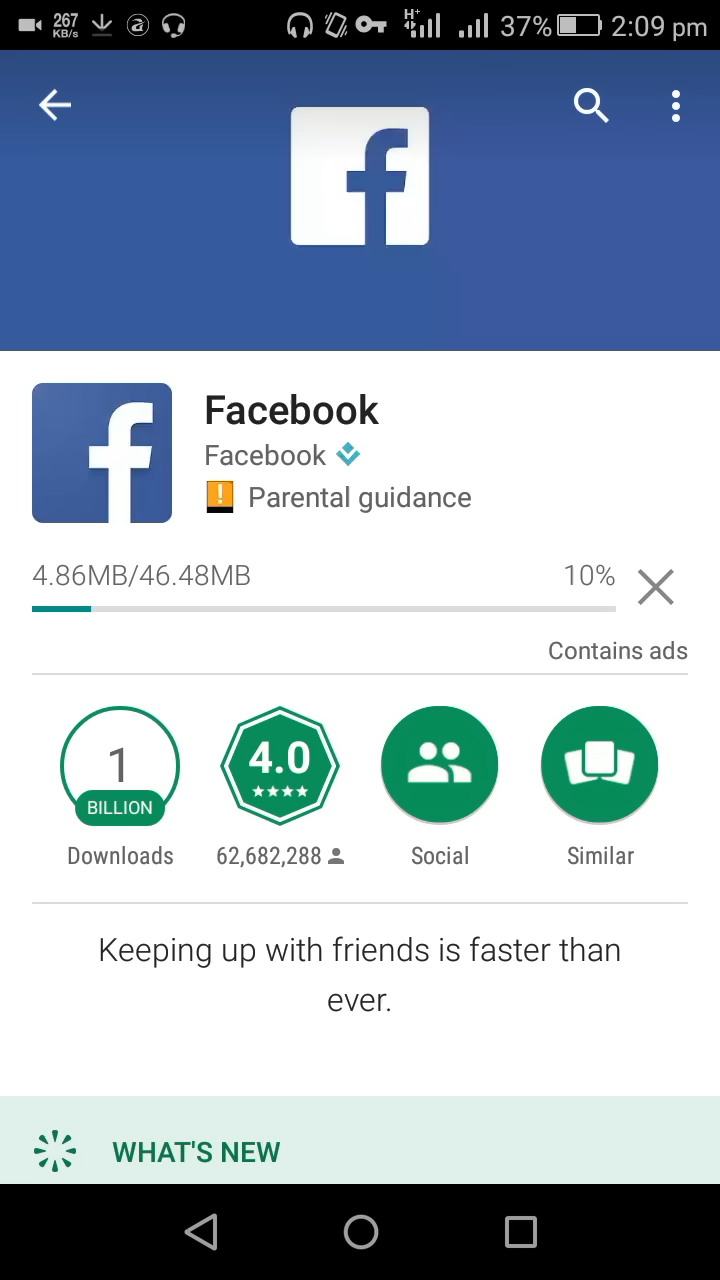 267
KB/s
H+
37%
2:09 pm
Facebook
Facebook
Parental guidance
4.86MB/46.48MB
10%
Contains ads
1
BILLION
Downloads
4.0
62,682,288
Social
Similar
Keeping up with friends is faster than
ever.
WHAT'S NEW